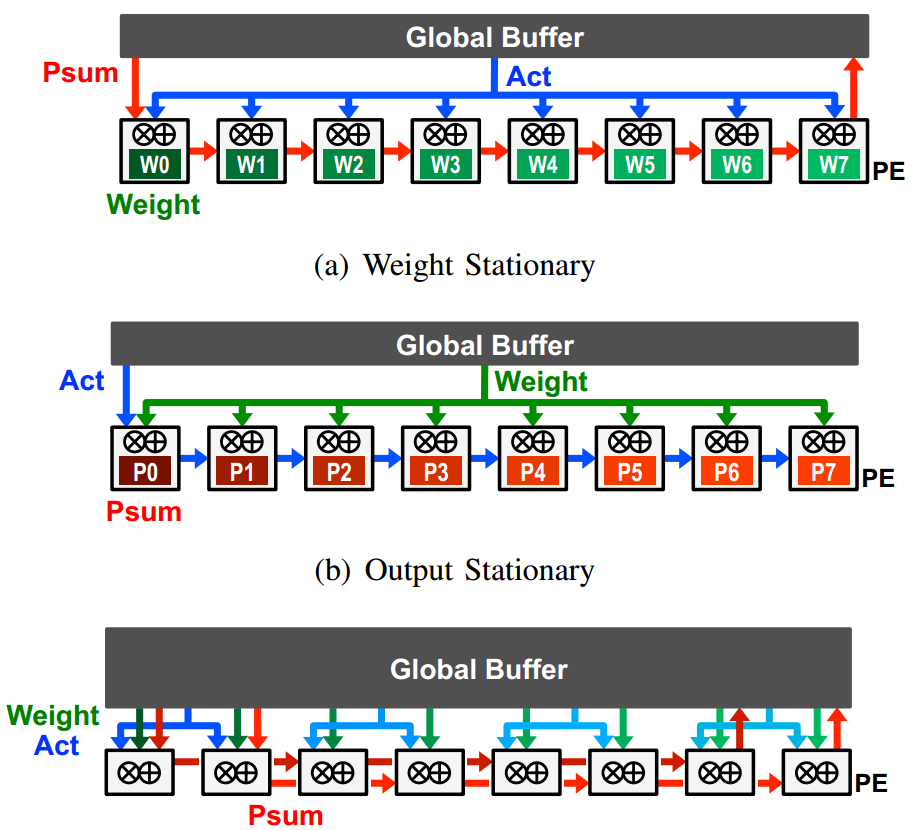 Global Buffer
Psum
Act
W0 W1 W2 W3 W4 W5 W6 W7
PE
Weight
(a) Weight Stationary
Global Buffer
Act
Weight
P0 P1 P2 P3 P4 P5 P6 P7
PE
Psum
(b) Output Stationary
Global Buffer
Weight
Act
PE
Psum